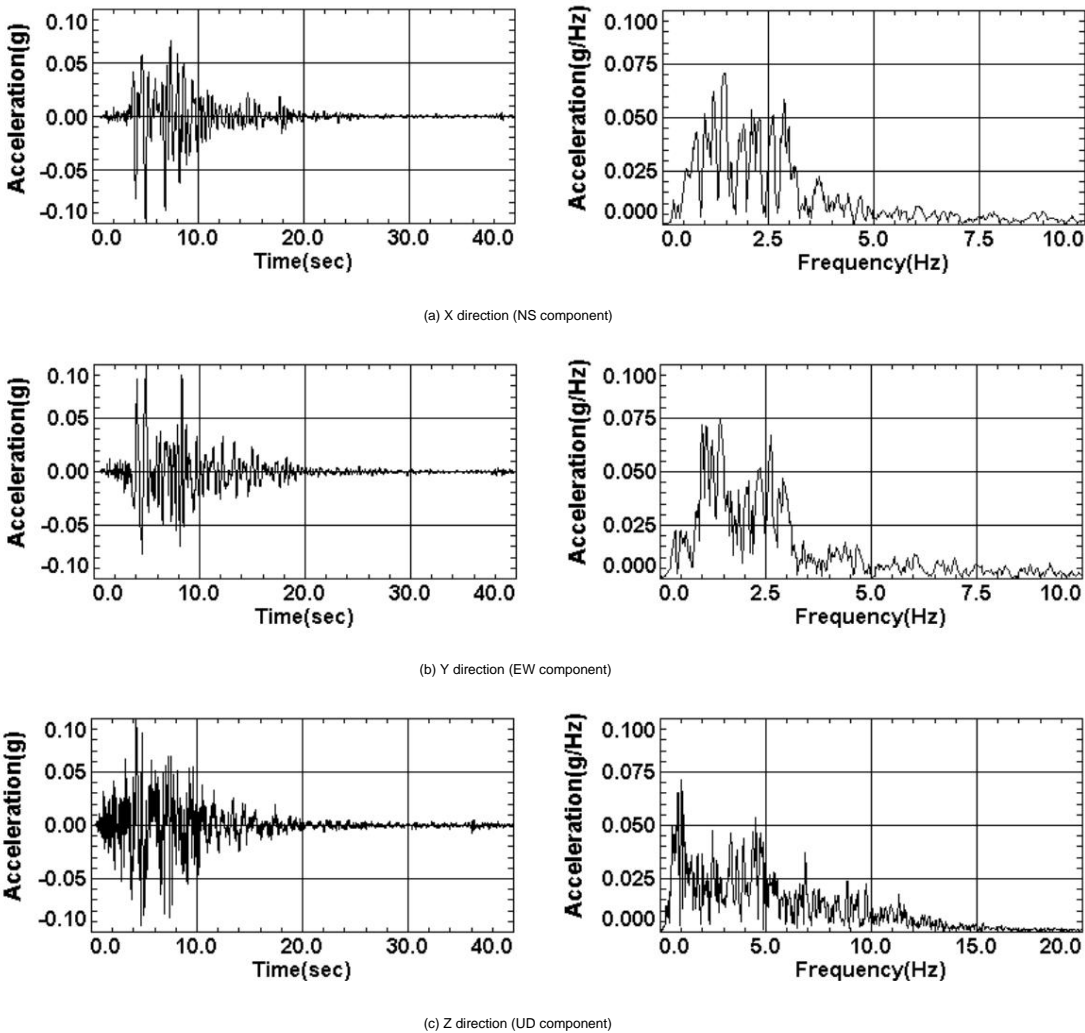 Acceleration(g)
0.10
0.05
0.00
-0.05
-0.10
0.0 10.0 20.0 30.0 40.0
Time(sec)
Acceleration(g/Hz)
0.100
0.075
0.050
0.025
0.000
0.0 2.5 5.0 7.5 10.0
Frequency(Hz)
(a) X direction (NS component)
Acceleration(g)
0.10
0.05
0.00
-0.05
-0.10
0.0 10.0 20.0 30.0 40.0
Time(sec)
Acceleration(g/Hz)
0.100
0.075
0.050
0.025
0.000
0.0 2.5 5.0 7.5 10.0
Frequency(Hz)
(b) Y direction (EW component)
Acceleration(g)
0.10
0.05
0.00
-0.05
-0.10
0.0 10.0 20.0 30.0 40.0
Time(sec)
Acceleration(g/Hz)
0.100
0.075
0.050
0.025
0.000
0.0 5.0 10.0 15.0 20.0
Frequency(Hz)
(c) Z direction (UD component)